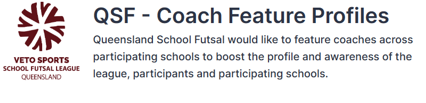 QSF - Coach Feature Profiles
Queensland School Futsal would like to feature coaches across
participating schools to boost the profile and awareness of the
league, participants and participating schools.
VETO SPORTS
SCHOOL FUTSAL LEAGUE
QUEENSLAND